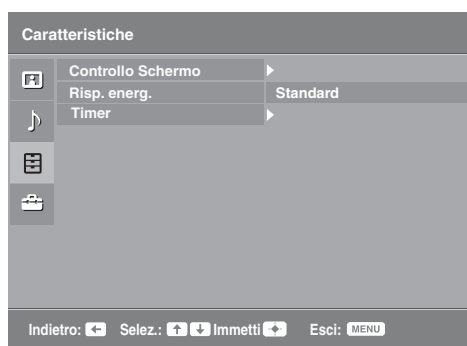 Caratteristiche
Controllo Schermo
Risp. energ. Standard
Timer
Indietro: Selez.: Immetti Esci: MENU